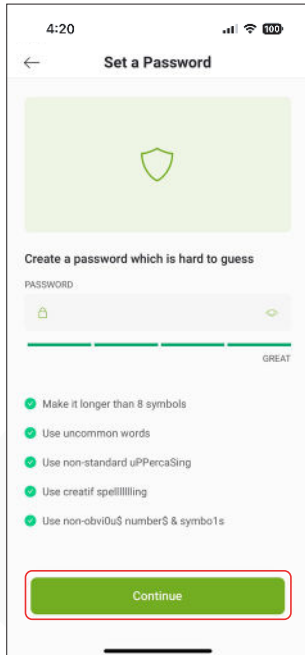 4:20
100
Set a Password
Create a password which is hard to guess
PASSWORD
GREAT
Make it longer than 8 symbols
Use uncommon words
Use non-standard uPPercaSing
Use creatif spelllllllling
Use non-obvi0u$ number$ & symbo1s
Continue